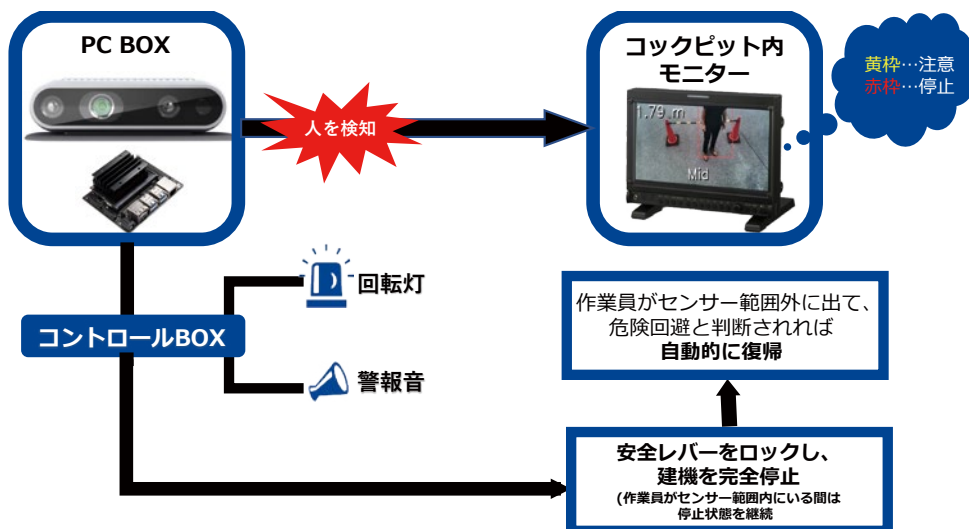 PC BOX
人を検知
コックピット内
モニター
黄枠…注意
赤枠…停止
1.79 m
Mid
回転灯
コントロールBOX
警報音
作業員がセンサー範囲外に出て、
危険回避と判断されれば
自動的に復帰
安全レバーをロックし、
建機を完全停止
(作業員がセンサー範囲内にいる間は
停止状態を継続